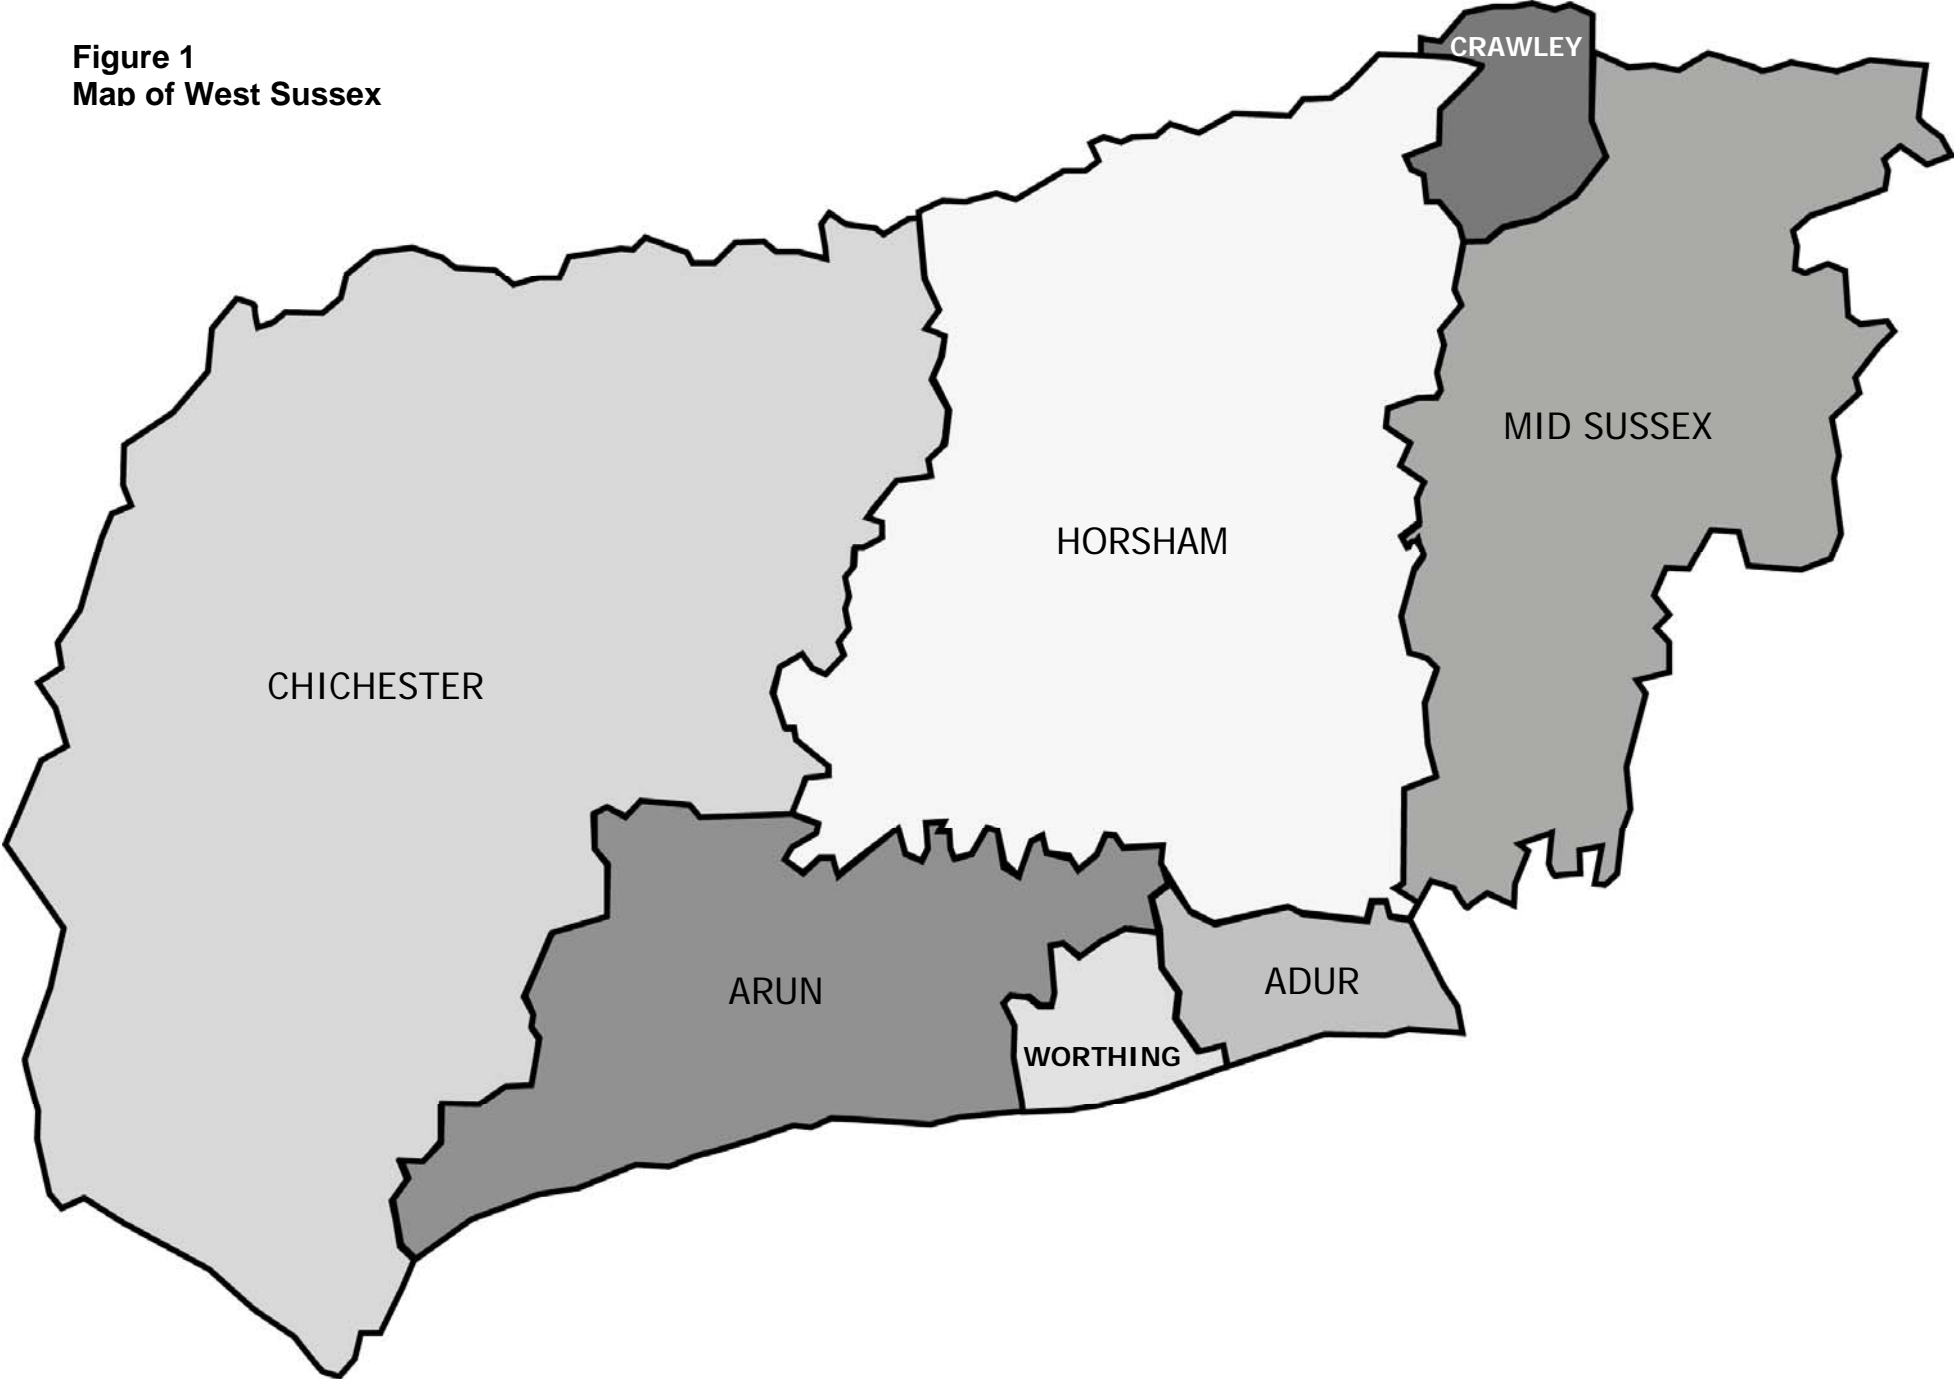 Figure 1
Map of West Sussex
CRAWLEY
MID SUSSEX
HORSHAM
CHICHESTER
ARUN
ADUR
WORTHING